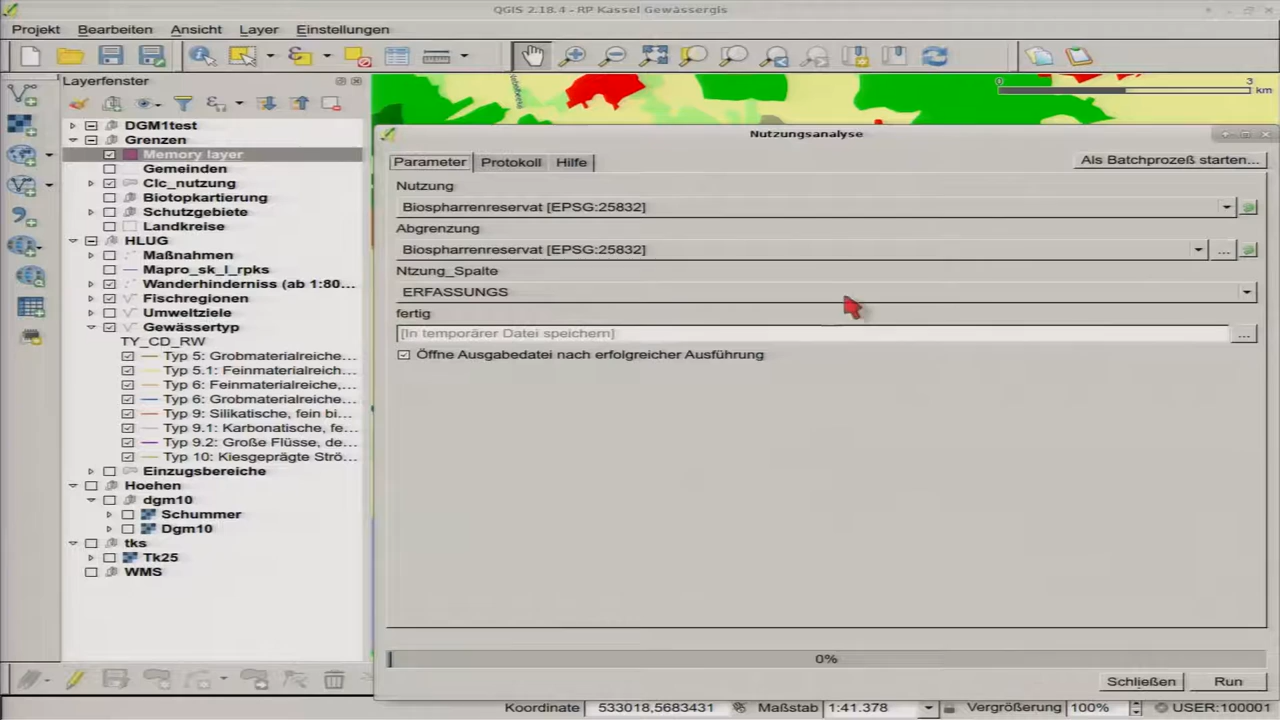 QGIS 2.18.4 - RP Kassel Gewässergis
Projekt Bearbeiten Ansicht Layer Einstellungen
Layerfenster
DGM1test
Grenzen
Memory layer
Gemeinden
Clc_nutzung
Biotopkartierung
Schutzgebiete
Landkreise
HLUG
Maßnahmen
Mapro_sk_l_rpks
Wanderhinderniss (ab 1:80...
Fischregionen
Umweltziele
Gewässertyp
TY_CD_RW
Typ 5: Grobmaterialreiche...
Typ 5.1: Feinmaterialreich...
Typ 6: Feinmaterialreiche,...
Typ 6: Grobmaterialreiche...
Typ 9: Silikatische, fein bi...
Typ 9.1: Karbonatische, fe...
Typ 9.2: Große Flüsse, de...
Typ 10: Kiesgeprägte Strö...
Einzugsbereiche
Hoehen
dgm10
Schummer
Dgm10
tks
Tk25
WMS
0 3
km
Nutzungsanalyse
Parameter Protokoll Hilfe
Als Batchprozeß starten...
Nutzung
Biospharrenreservat [EPSG:25832]
Abgrenzung
Biospharrenreservat [EPSG:25832]
...
Ntzung_Spalte
ERFASSUNGS
fertig
[In temporärer Datei speichern]
...
Öffne Ausgabedatei nach erfolgreicher Ausführung
0%
Schließen Run
Koordinate 533018,5683431 Maßstab 1:41.378 Vergrößerung 100% USER:100001